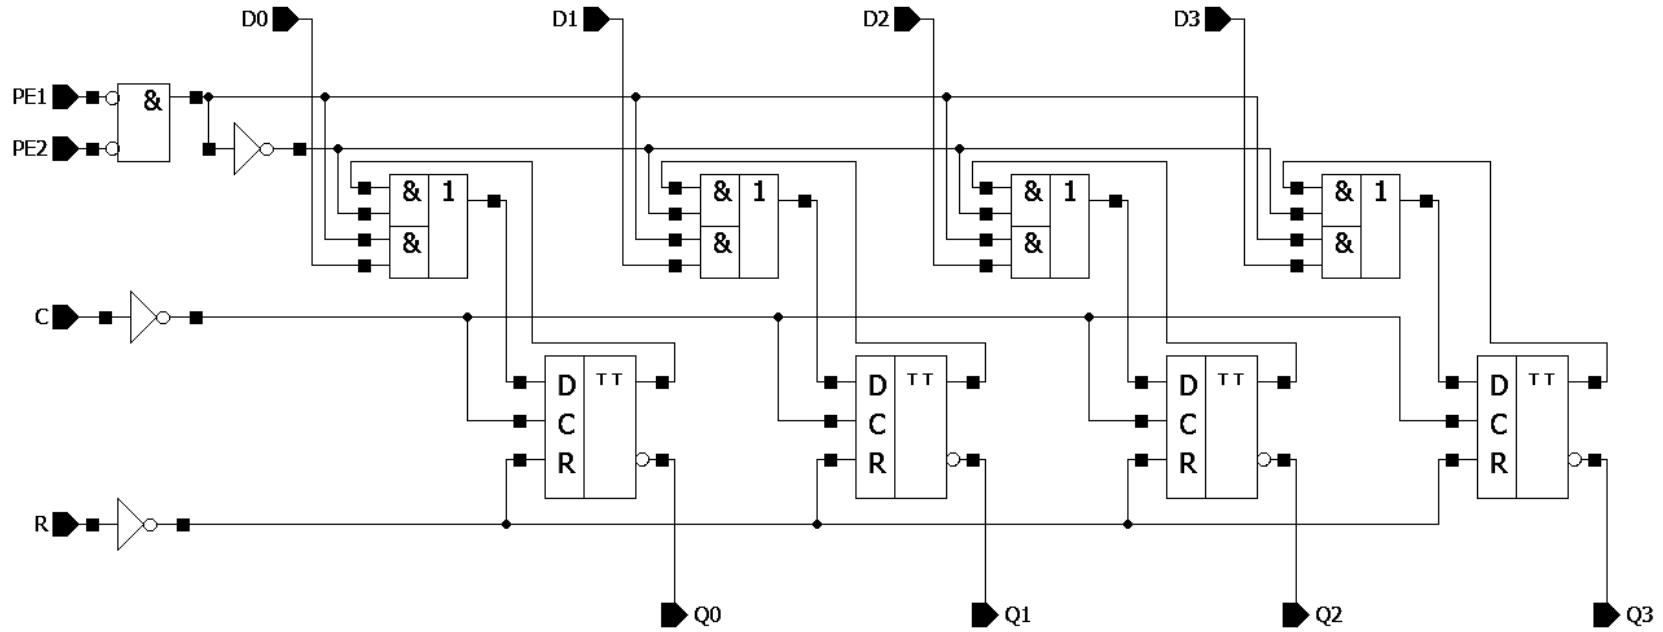 D0 D1 D2 D3
PE1 &
PE2
& 1 & 1 & 1 & 1
& & & &
C
D TT D TT D TT D TT
C C C C
R R R R
R
Q0 Q1 Q2 Q3